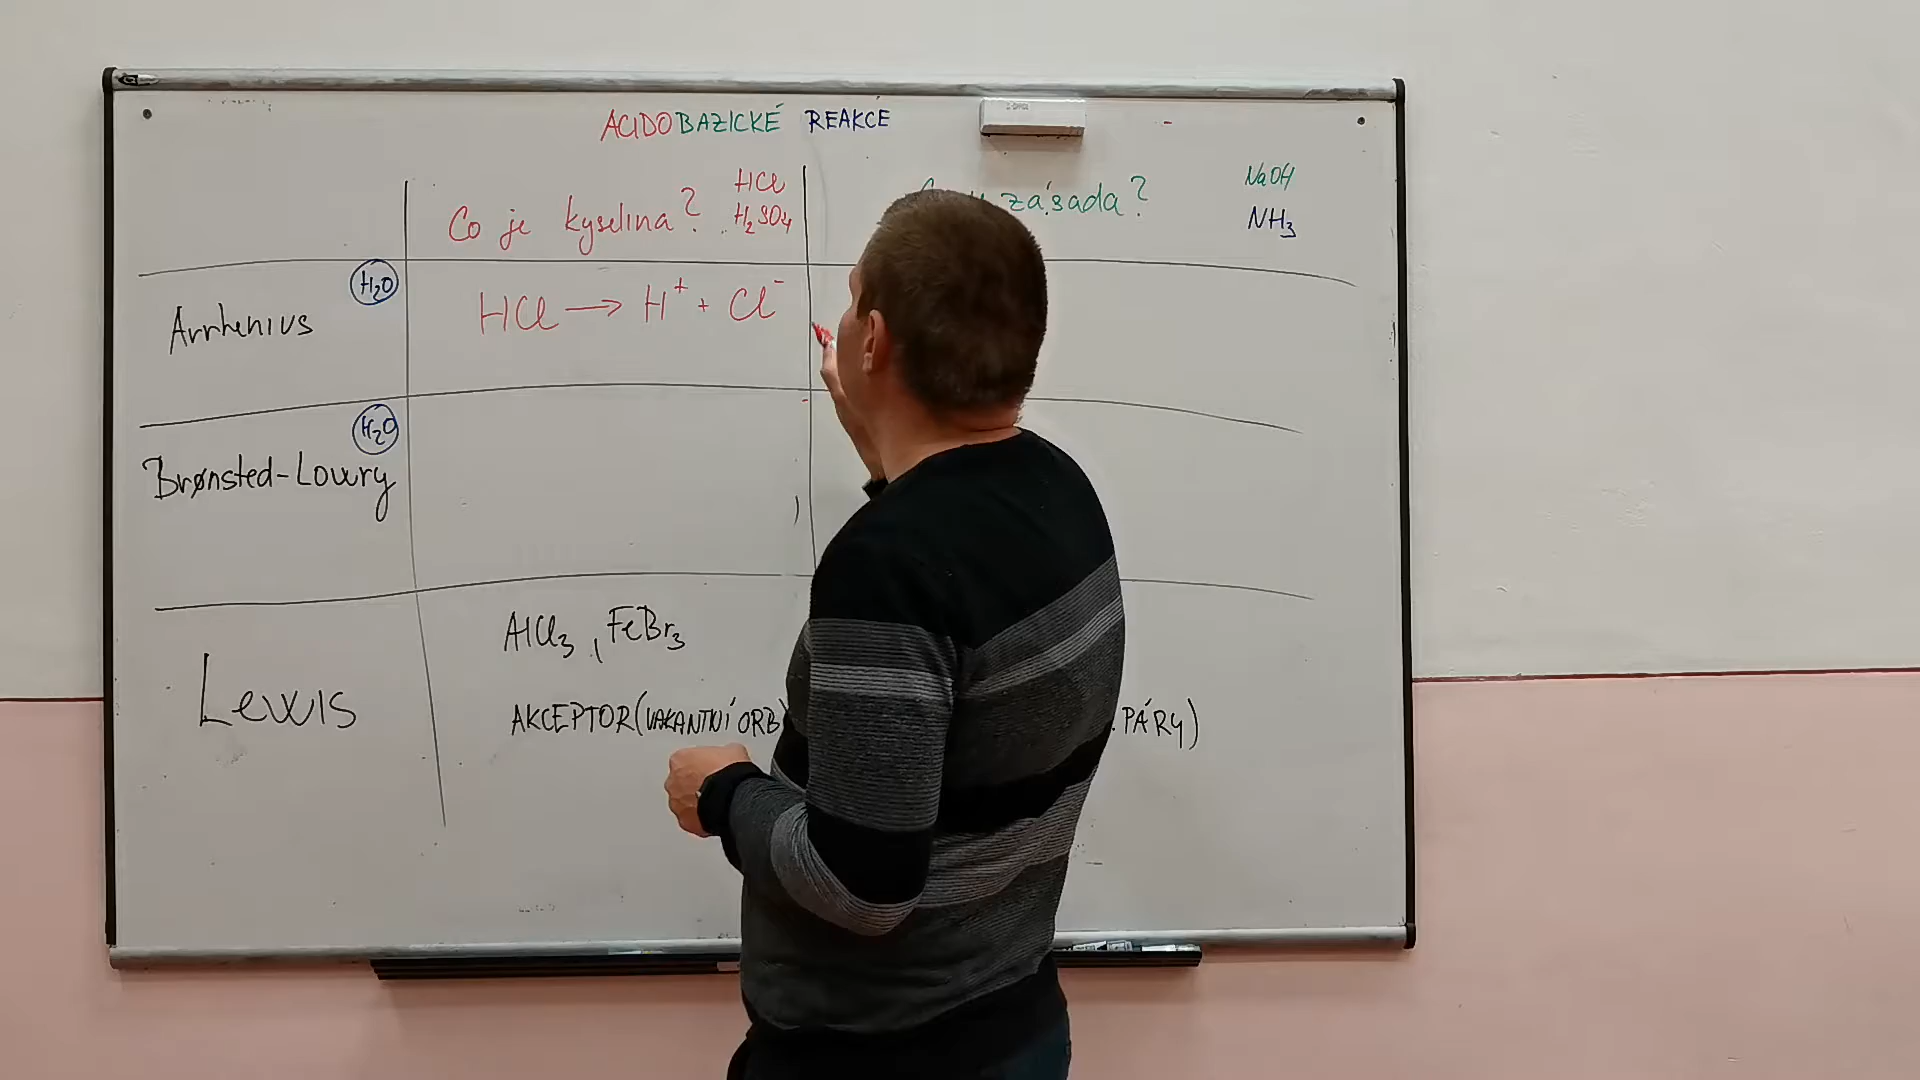 ACIDOBAZICKÉ REAKCE
Co je kyselina?
HCl
H₂SO₄
zásada?
NaOH
NH₃
Arrhenius
H₂O
HCl → H⁺ + Cl⁻
Brønsted-Lowry
H₂O
Lewis
AlCl₃, FeBr₃
AKCEPTOR (VAKANTNÍ ORB)
. PÁRY)